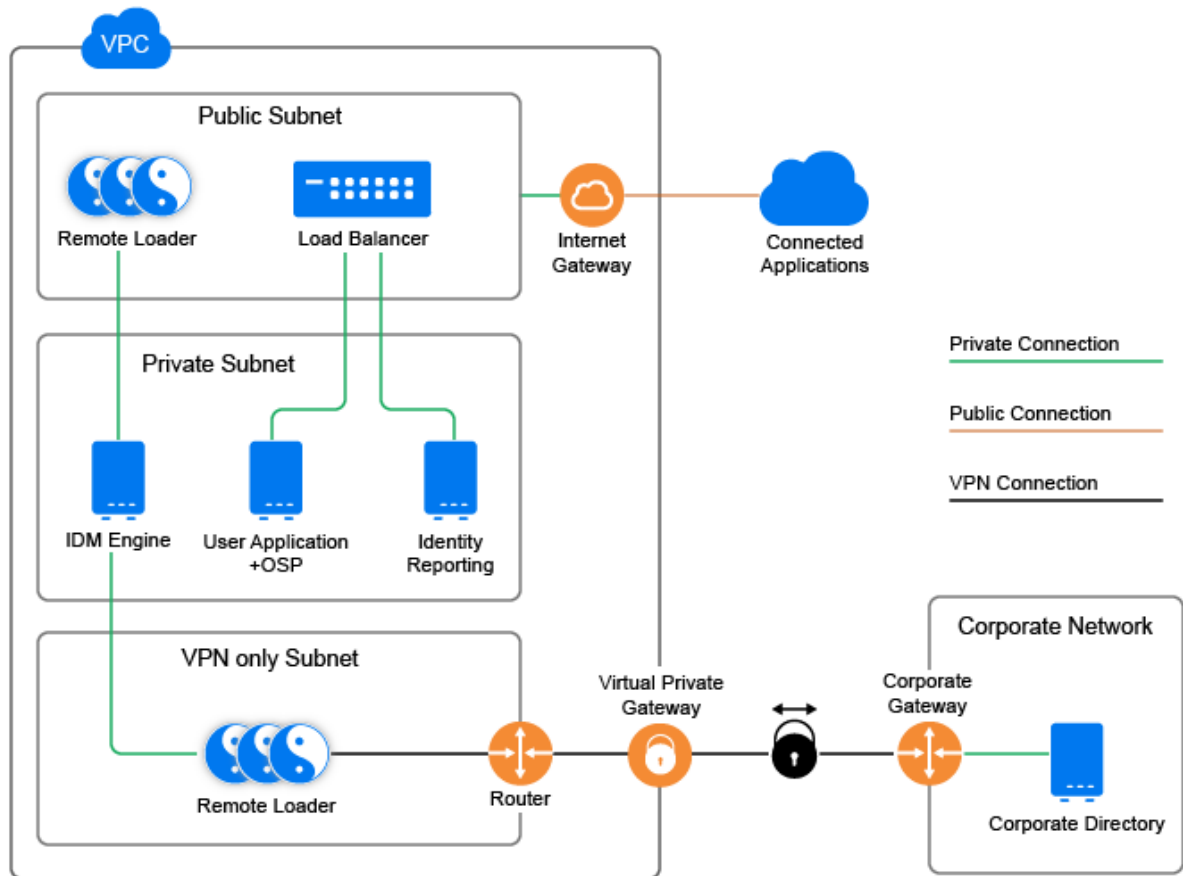 VPC
Public Subnet
Remote Loader
Load Balancer
Internet
Gateway
Connected
Applications
Private Subnet
IDM Engine
User Application
+OSP
Identity
Reporting
Private Connection
Public Connection
VPN Connection
VPN only Subnet
Remote Loader
Router
Virtual Private
Gateway
Corporate
Gateway
Corporate Network
Corporate Directory